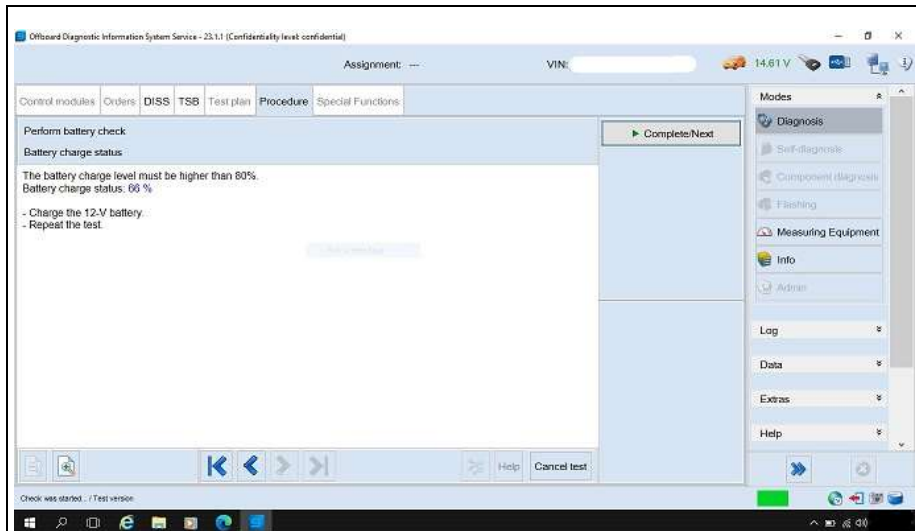 Offboard Diagnostic Information System Service - 23.1.1 (Confidentiality level: confidential)
Assignment: ---
VIN:
14.61 V
Control modules
Orders
DISS
TSB
Test plan
Procedure
Special Functions
Perform battery check
Battery charge status
The battery charge level must be higher than 80%.
Battery charge status: 66 %
- Charge the 12-V battery.
- Repeat the test.
Complete/Next
Modes
Diagnosis
Self-diagnosis
Component diagnosis
Flashing
Measuring Equipment
Info
Admin
Log
Data
Extras
Help
Help
Cancel test
Check was started... / Test version